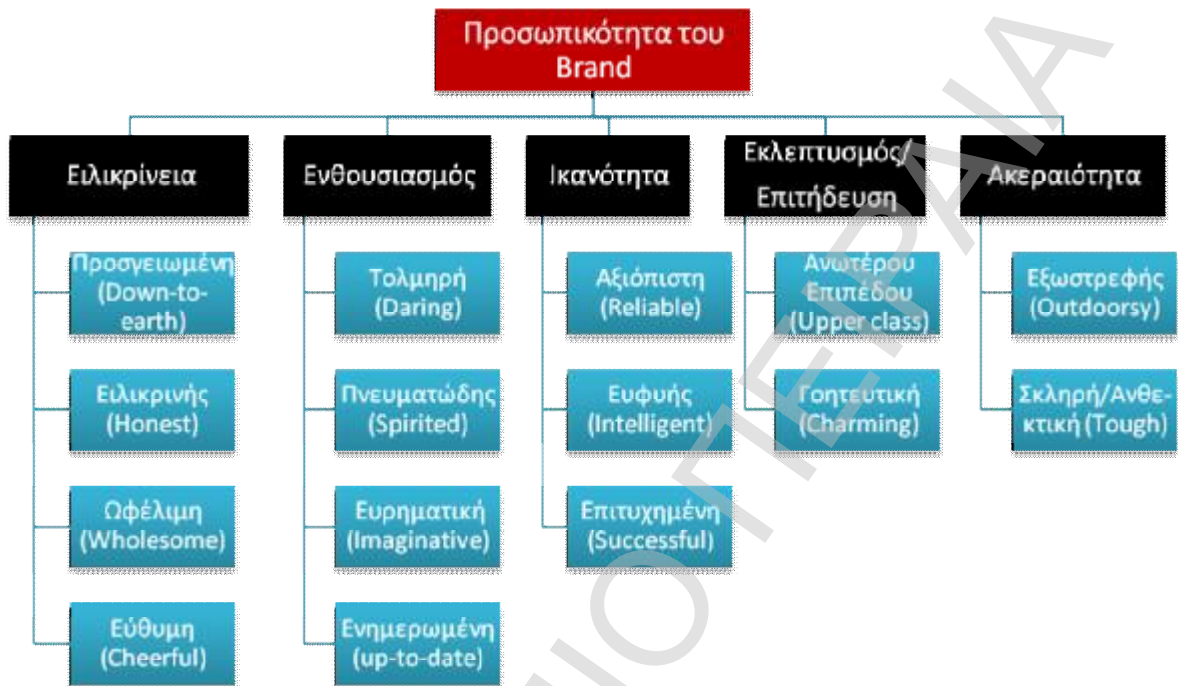 Προσωπικότητα του
Brand
Ειλικρίνεια
Προσγειωμένη
(Down-to-
earth)
Ειλικρινής
(Honest)
Ωφέλιμη
(Wholesome)
Εύθυμη
(Cheerful)
Ενθουσιασμός
Τολμηρή
(Daring)
Πνευματώδης
(Spirited)
Ευρηματική
(Imaginative)
Ενημερωμένη
(up-to-date)
Ικανότητα
Αξιόπιστη
(Reliable)
Ευφυής
(Intelligent)
Επιτυχημένη
(Successful)
Εκλεπτυσμός/
Επιτήδευση
Ανωτέρου
Επιπέδου
(Upper class)
Γοητευτική
(Charming)
Ακεραιότητα
Εξωστρεφής
(Outdoorsy)
Σκληρή/Ανθε-
κτική (Tough)